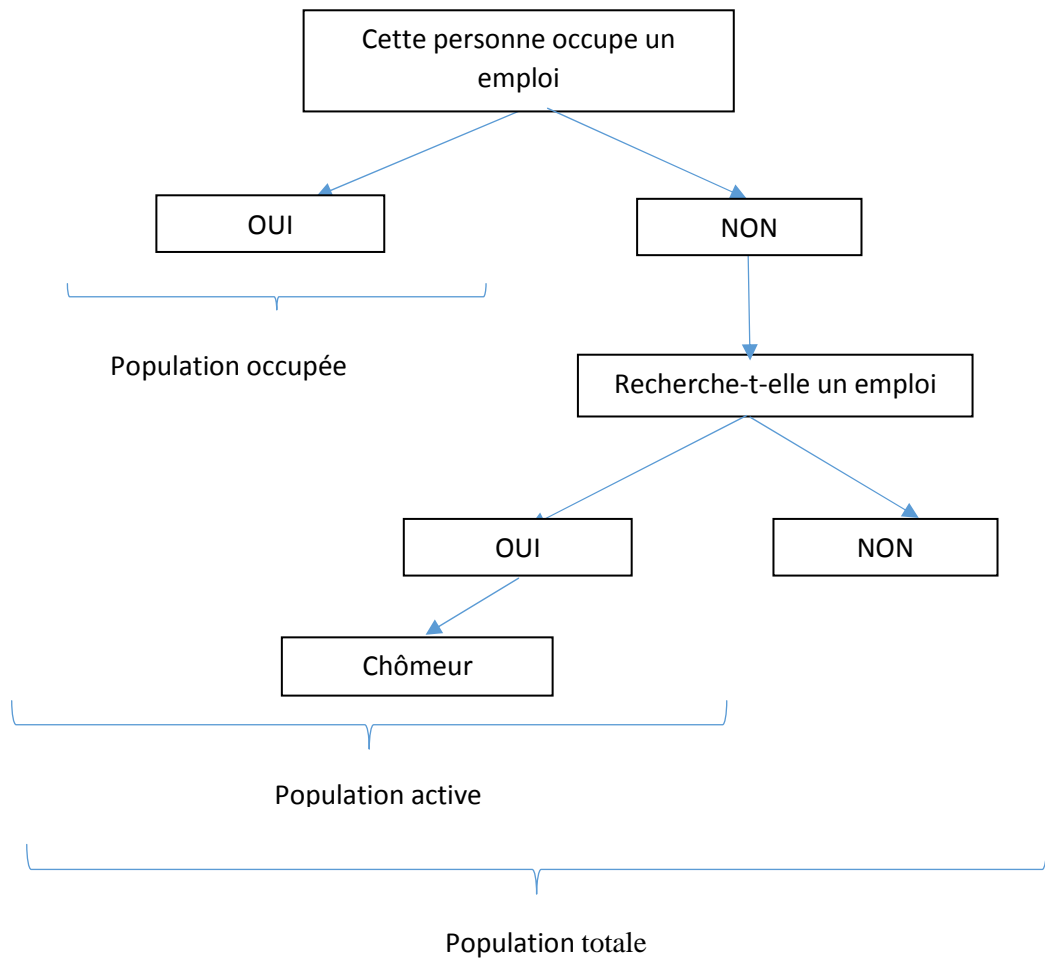 Cette personne occupe un
emploi
OUI
NON
Population occupée
Recherche-t-elle un emploi
OUI
NON
Chômeur
Population active
Population totale